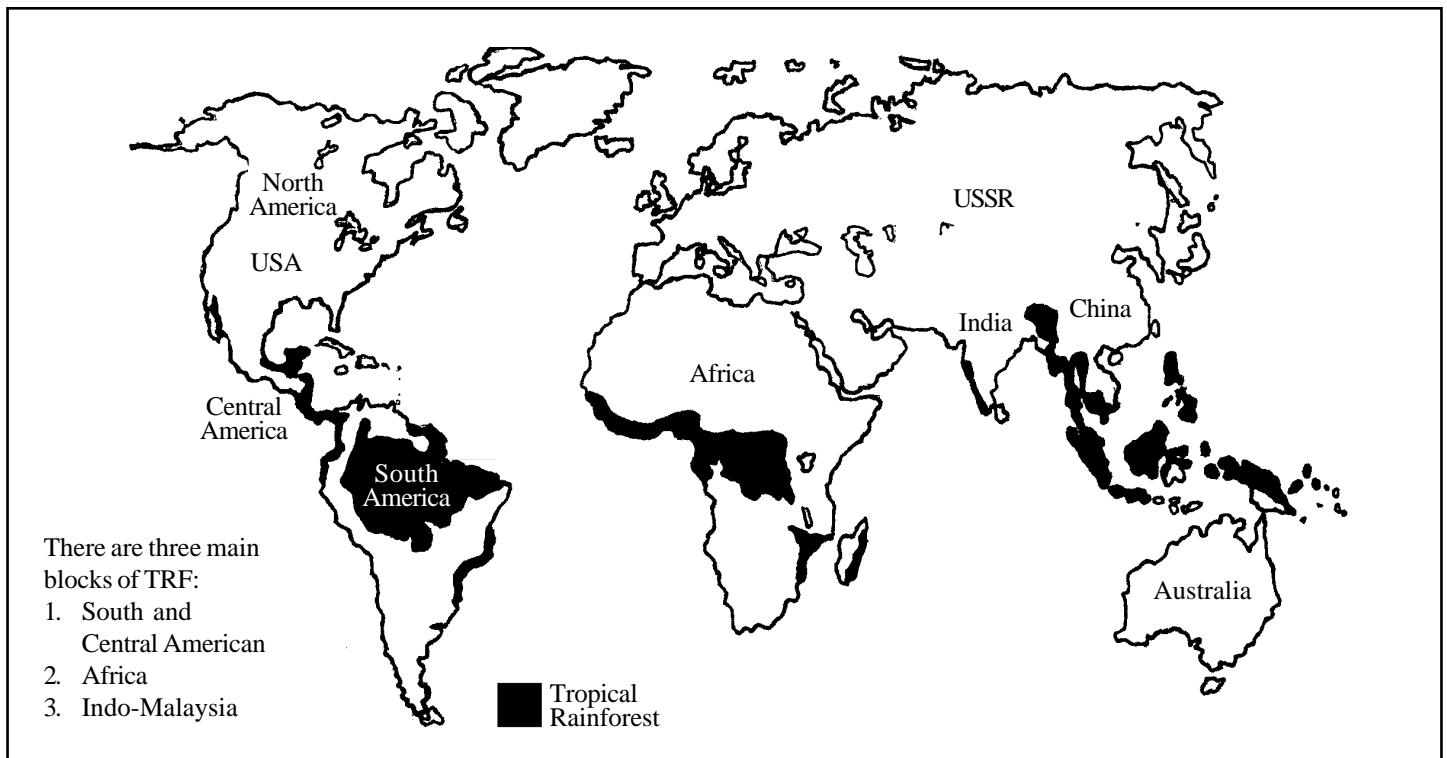 North
America
USA
USSR
China
India
Africa
Central
America
South
America
There are three main
blocks of TRF:
1. South and
Central American
2. Africa
3. Indo-Malaysia
Australia
Tropical
Rainforest